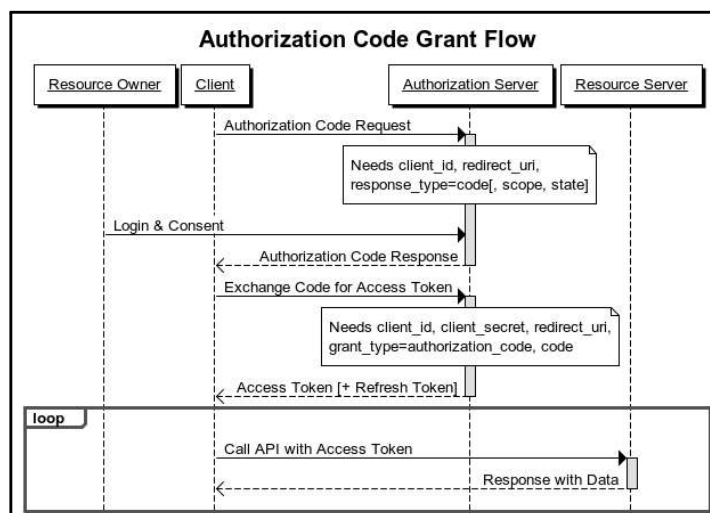 Authorization Code Grant Flow
Resource Owner
Client
Authorization Server
Resource Server
Authorization Code Request
Needs client_id, redirect_uri,
response_type=code[, scope, state]
Login & Consent
Authorization Code Response
Exchange Code for Access Token
Needs client_id, client_secret, redirect_uri,
grant_type=authorization_code, code
Access Token [+ Refresh Token]
loop
Call API with Access Token
Response with Data